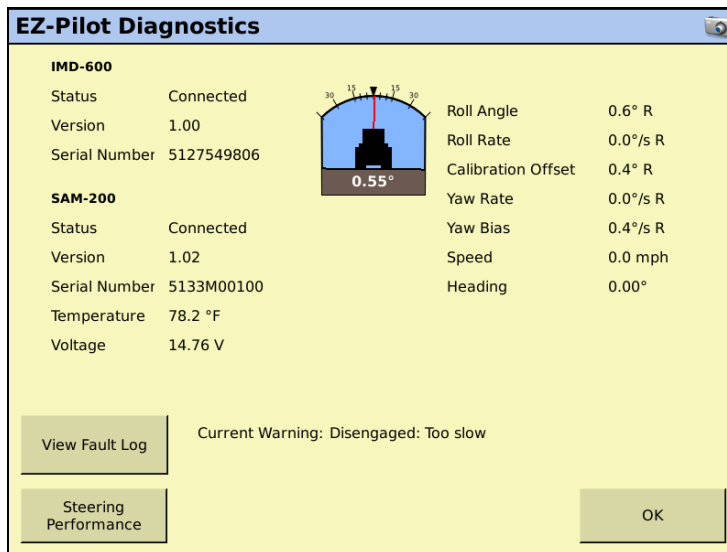 EZ-Pilot Diagnostics
IMD-600
Status Connected
Version 1.00
Serial Number 5127549806
SAM-200
Status Connected
Version 1.02
Serial Number 5133M00100
Temperature 78.2 °F
Voltage 14.76 V
30 15 15 30
0.55°
Roll Angle 0.6° R
Roll Rate 0.0°/s R
Calibration Offset 0.4° R
Yaw Rate 0.0°/s R
Yaw Bias 0.4°/s R
Speed 0.0 mph
Heading 0.00°
View Fault Log
Current Warning: Disengaged: Too slow
Steering
Performance
OK